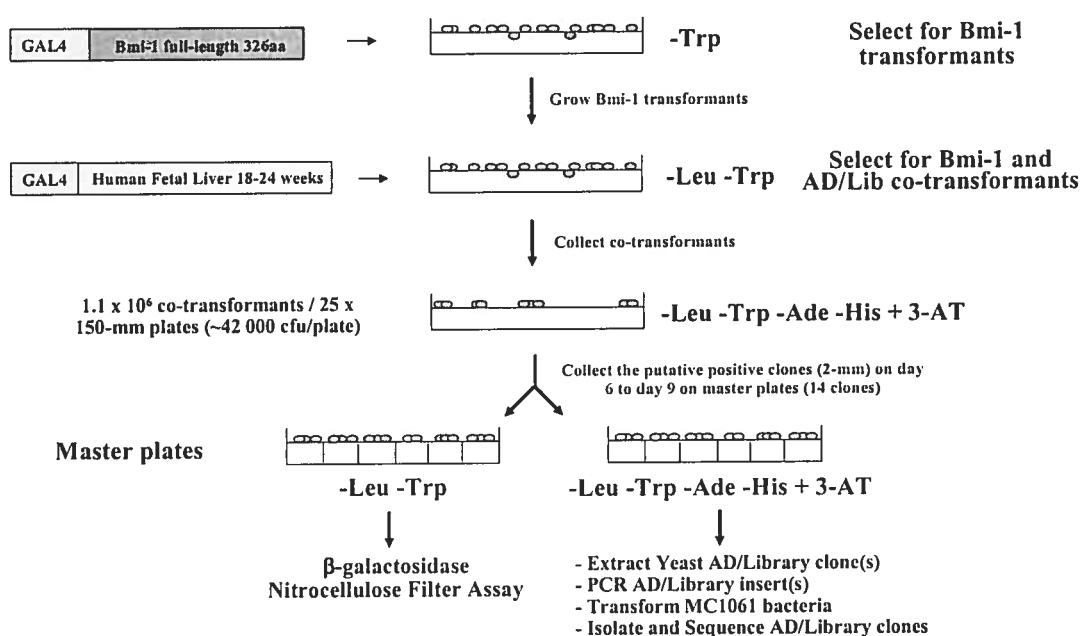 GAL4
Bmi-1 full-length 326aa
-Trp
Select for Bmi-1
transformants
Grow Bmi-1 transformants
GAL4
Human Fetal Liver 18-24 weeks
-Leu -Trp
Select for Bmi-1 and
AD/Lib co-transformants
Collect co-transformants
1.1 x 10⁶ co-transformants / 25 x
150-mm plates (~42 000 cfu/plate)
-Leu -Trp -Ade -His + 3-AT
Collect the putative positive clones (2-mm) on day
6 to day 9 on master plates (14 clones)
Master plates
-Leu -Trp
-Leu -Trp -Ade -His + 3-AT
β-galactosidase
Nitrocellulose Filter Assay
- Extract Yeast AD/Library clone(s)
- PCR AD/Library insert(s)
- Transform MC1061 bacteria
- Isolate and Sequence AD/Library clones